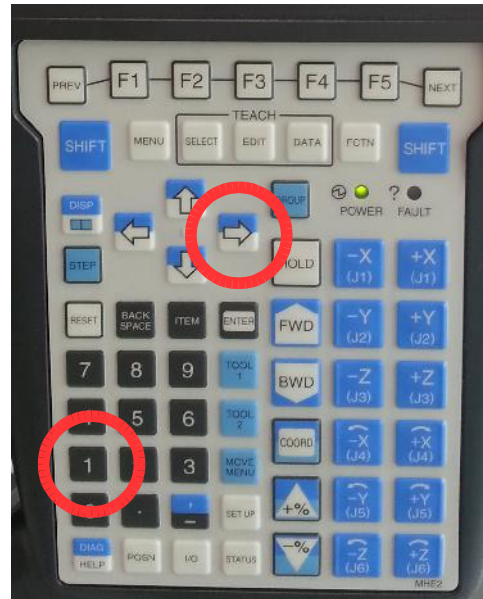 PREV F1 F2 F3 F4 F5 NEXT
TEACH
SHIFT MENU SELECT EDIT DATA FCTN SHIFT
DISP GROUP POWER ? FAULT
STEP HOLD -X (J1) +X (J1)
RESET BACK SPACE ITEM ENTER FWD -Y (J2) +Y (J2)
7 8 9 TOOL 1 BWD -Z (J3) +Z (J3)
5 6 TOOL 2 COORD -X (J4) +X (J4)
1 3 MOVE MENU +% -Y (J5) +Y (J5)
. , - SET UP
DIAG HELP POSN I/O STATUS -% -Z (J6) +Z (J6)
MHE2